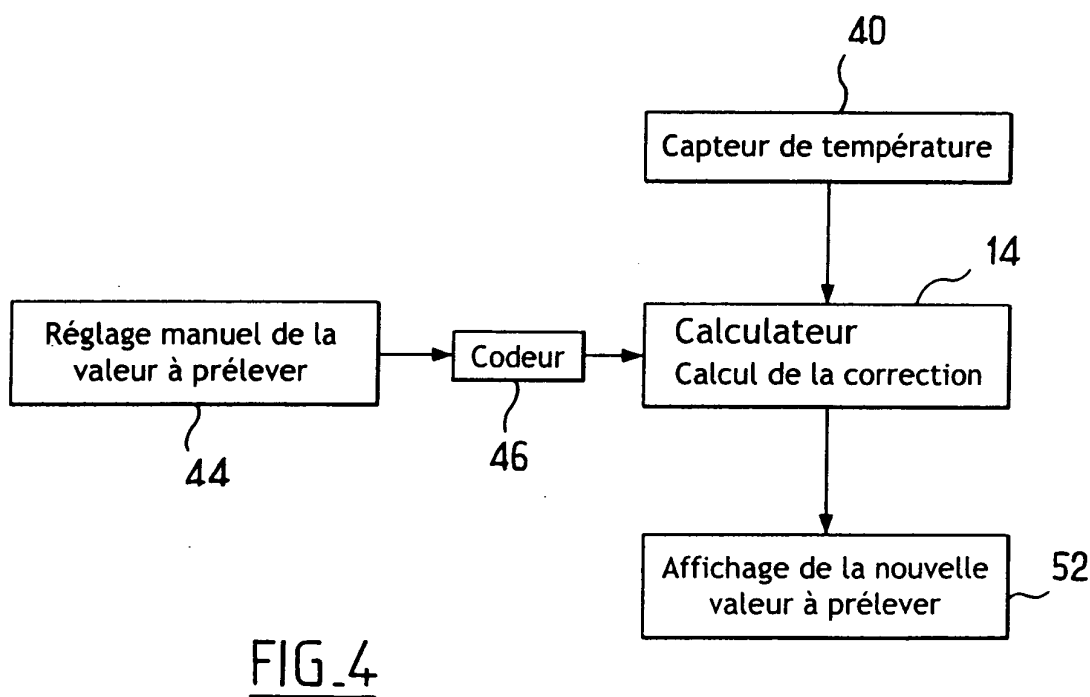 40
Capteur de température
14
Réglage manuel de la
valeur à prélever
Codeur
Calculateur
Calcul de la correction
44
46
Affichage de la nouvelle
valeur à prélever
52
FIG_4